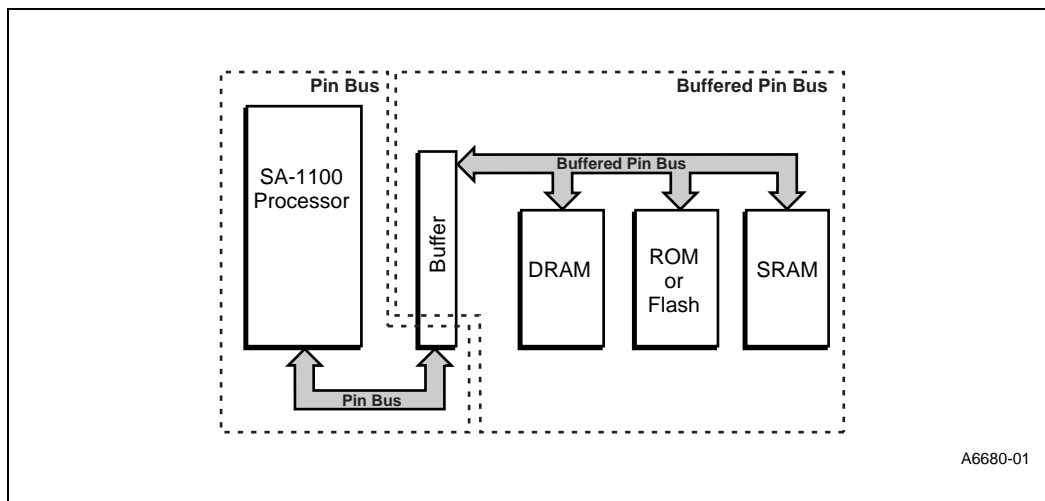 Pin Bus
Buffered Pin Bus
SA-1100
Processor
Buffer
Buffered Pin Bus
DRAM
ROM
or
Flash
SRAM
Pin Bus
A6680-01